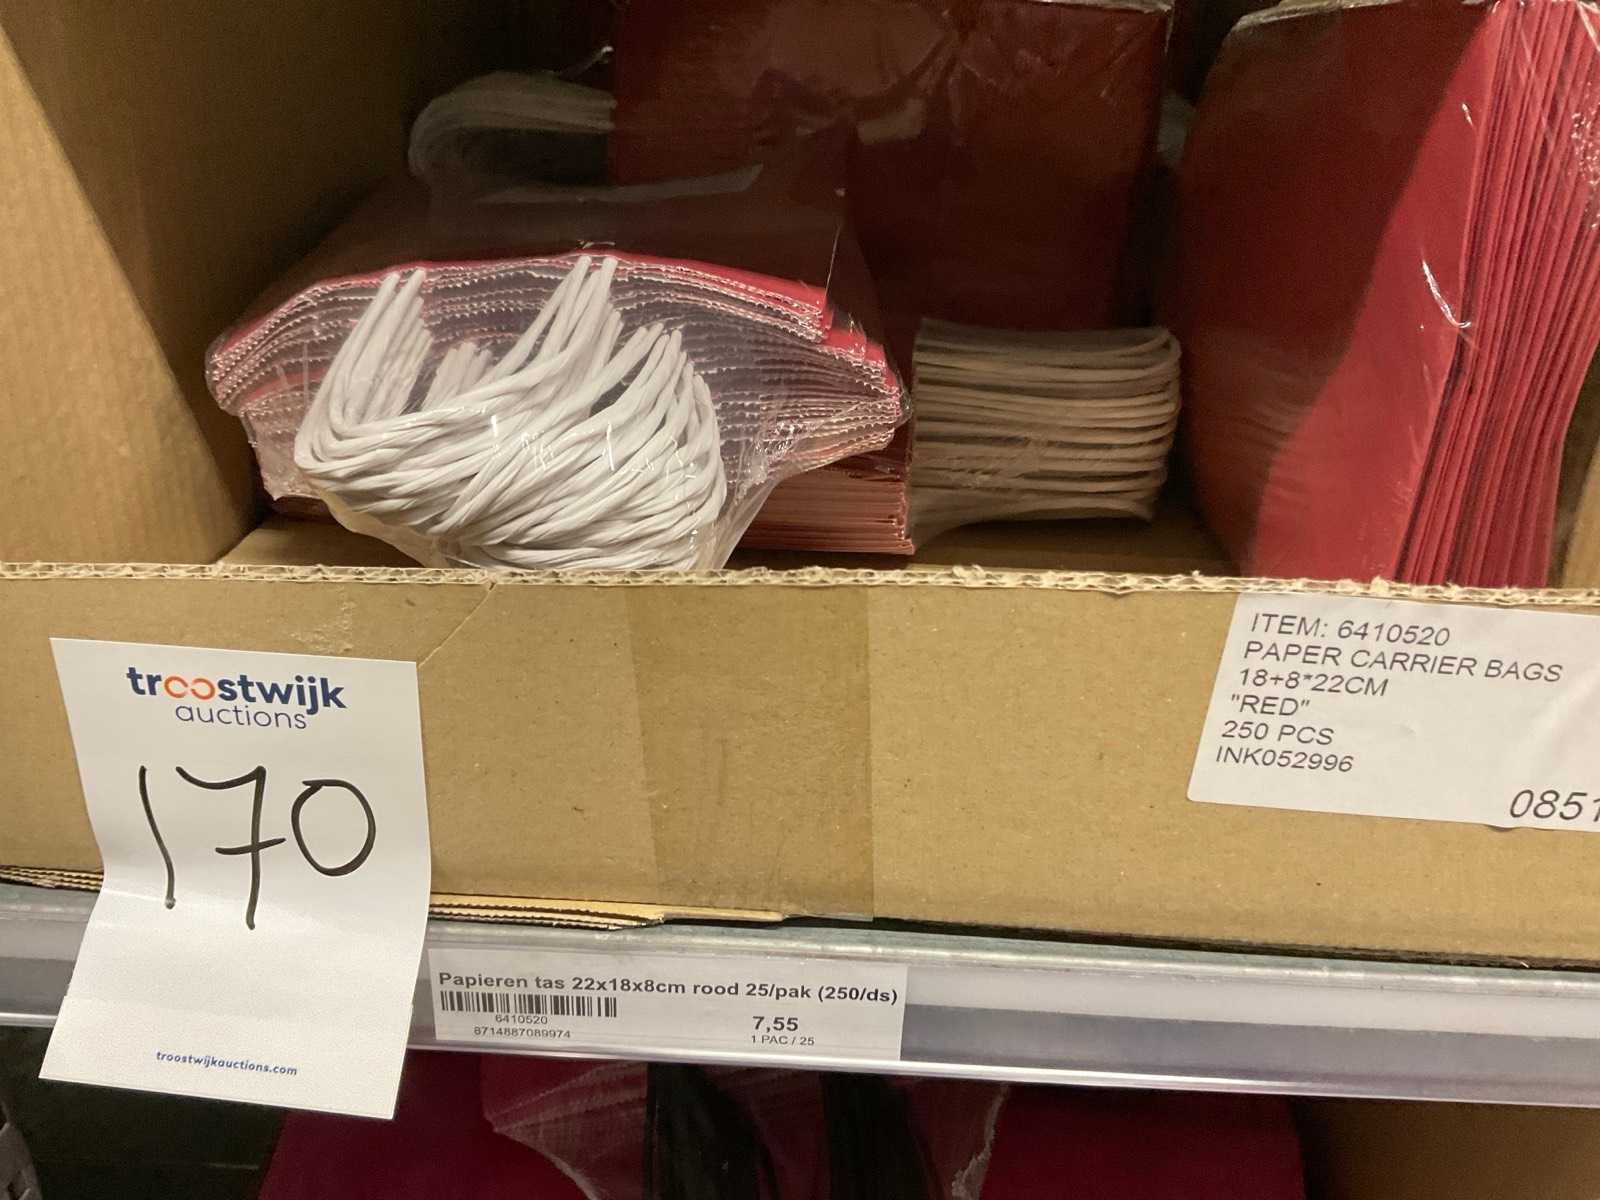 ITEM: 6410520
PAPER CARRIER BAGS
18+8*22CM
"RED"
250 PCS
INK052996
0851
troostwijk
auctions
170
troostwijkauctions.com
Papieren tas 22x18x8cm rood 25/pak (250/ds)
6410520
8714887089974
7,55
1 PAC / 25